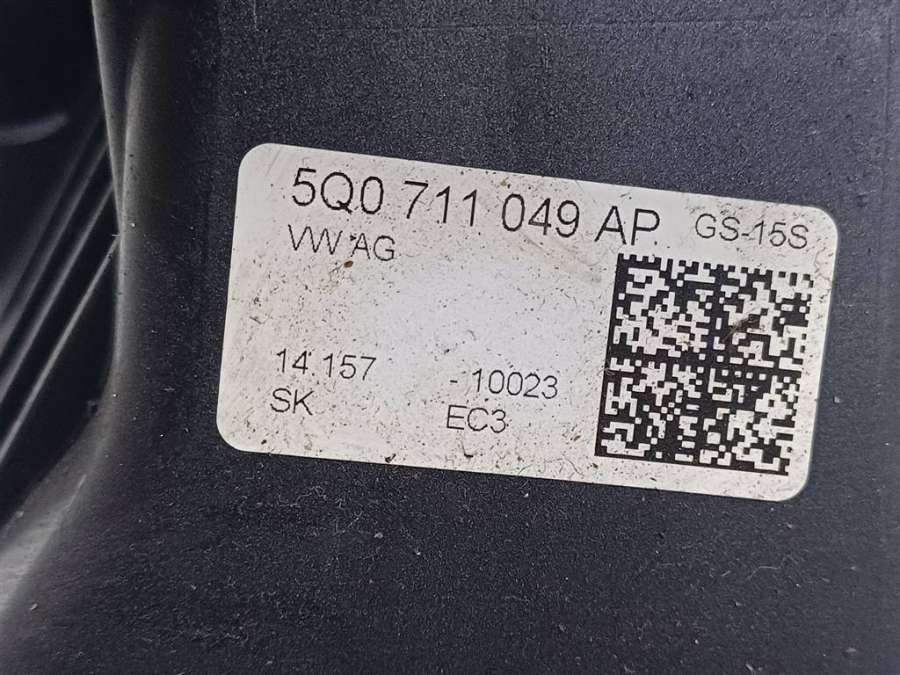 5Q0 711 049 AP GS-15S
VW AG
14 157 - 10023
SK EC3